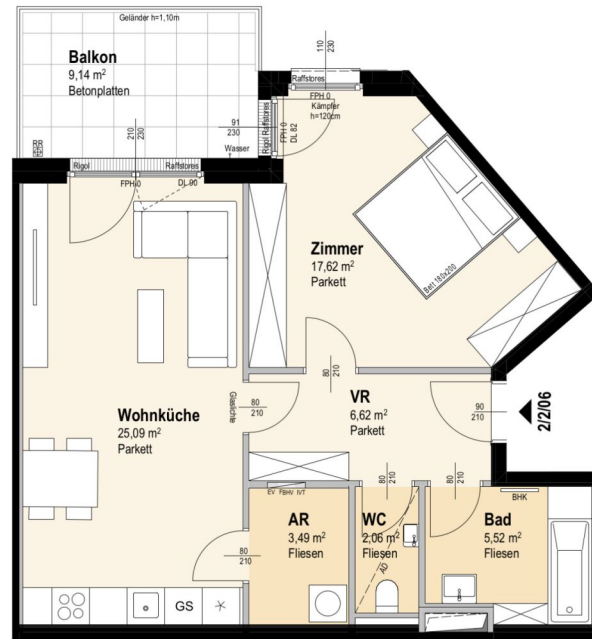 Geländer h=1,10m
Balkon
9,14 m²
Betonplatten
110
230
Raffstores
FPH 0
Kämpfer
h=120cm
91
230
Rigol Raffstores
FPH 0
DL 82
Wasser
RR
210
230
Rigol
Raffstores
FPH 0
DL 90
Zimmer
17,62 m²
Parkett
Bett 180x200
80
210
Wohnküche
25,09 m²
Parkett
Glaslichte
80
210
VR
6,62 m²
Parkett
90
210
2/2/06
80
210
80
210
EV FBHV IVT
BHK
AR
3,49 m²
Fliesen
WC
2,06 m²
Fliesen
AD
Bad
5,52 m²
Fliesen
80
210
GS